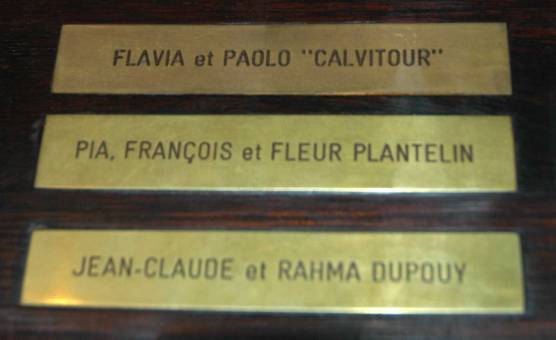 FLAVIA et PAOLO "CALVITOUR"
PIA, FRANÇOIS et FLEUR PLANTELIN
JEAN-CLAUDE et RAHMA DUPOUY